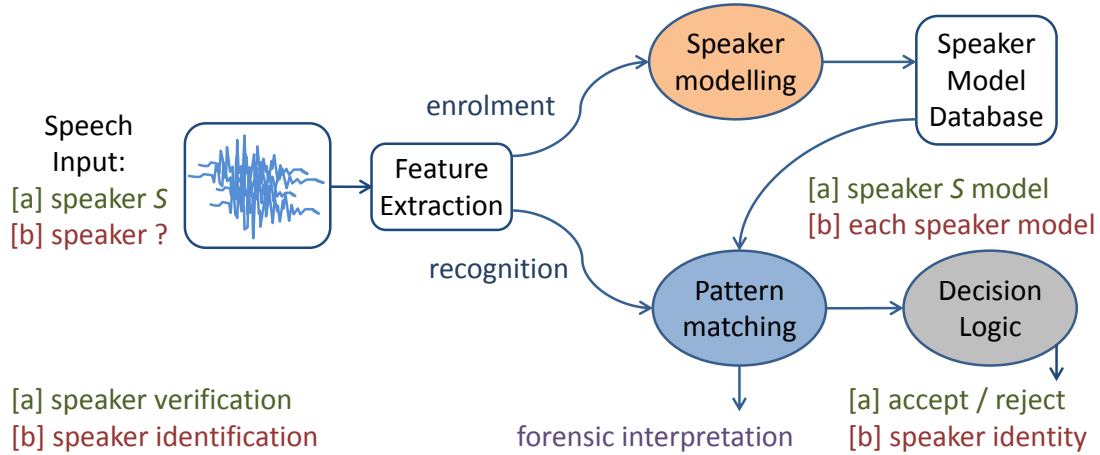 Speaker
modelling
Speaker
Model
Database
enrolment
Speech
Input:
[a] speaker S
[b] speaker ?
Feature
Extraction
[a] speaker S model
[b] each speaker model
recognition
Pattern
matching
Decision
Logic
[a] speaker verification
[b] speaker identification
forensic interpretation
[a] accept / reject
[b] speaker identity